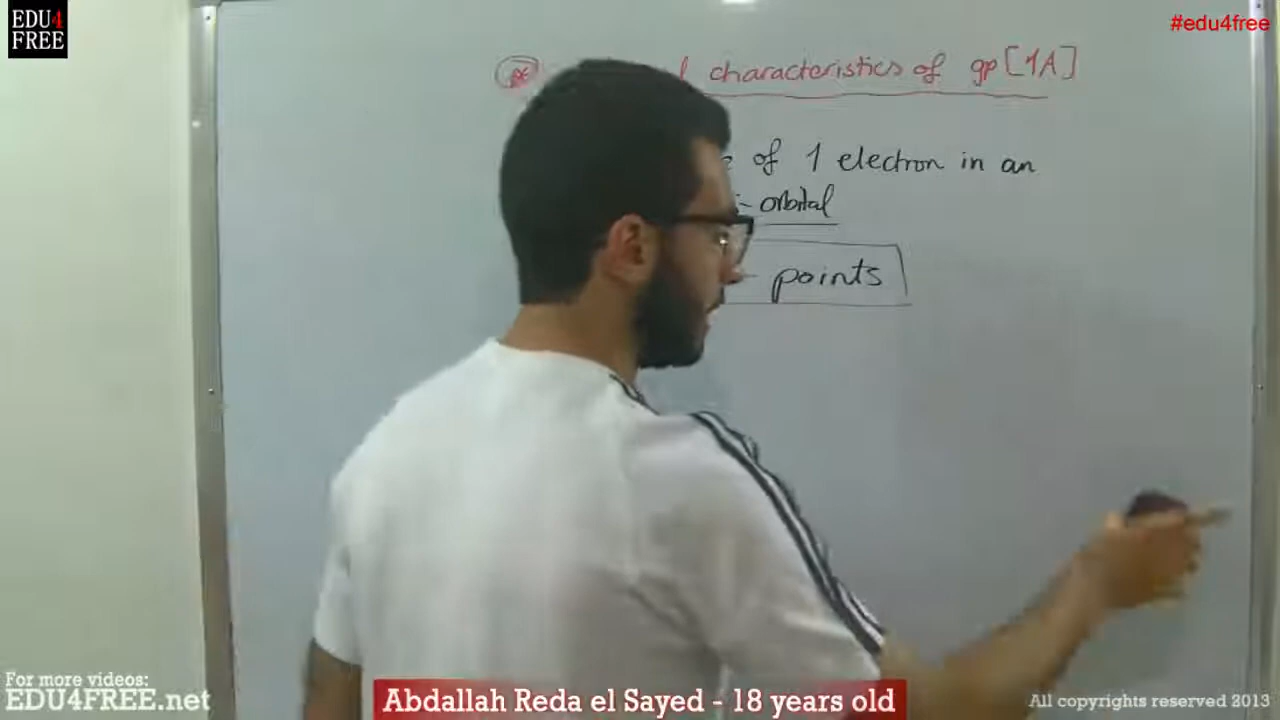 EDU4
FREE
#edu4free
characteristics of gp [1A]
of 1 electron in an
- orbital
- points
For more videos:
EDU4FREE.net
Abdallah Reda el Sayed - 18 years old
All copyrights reserved 2013